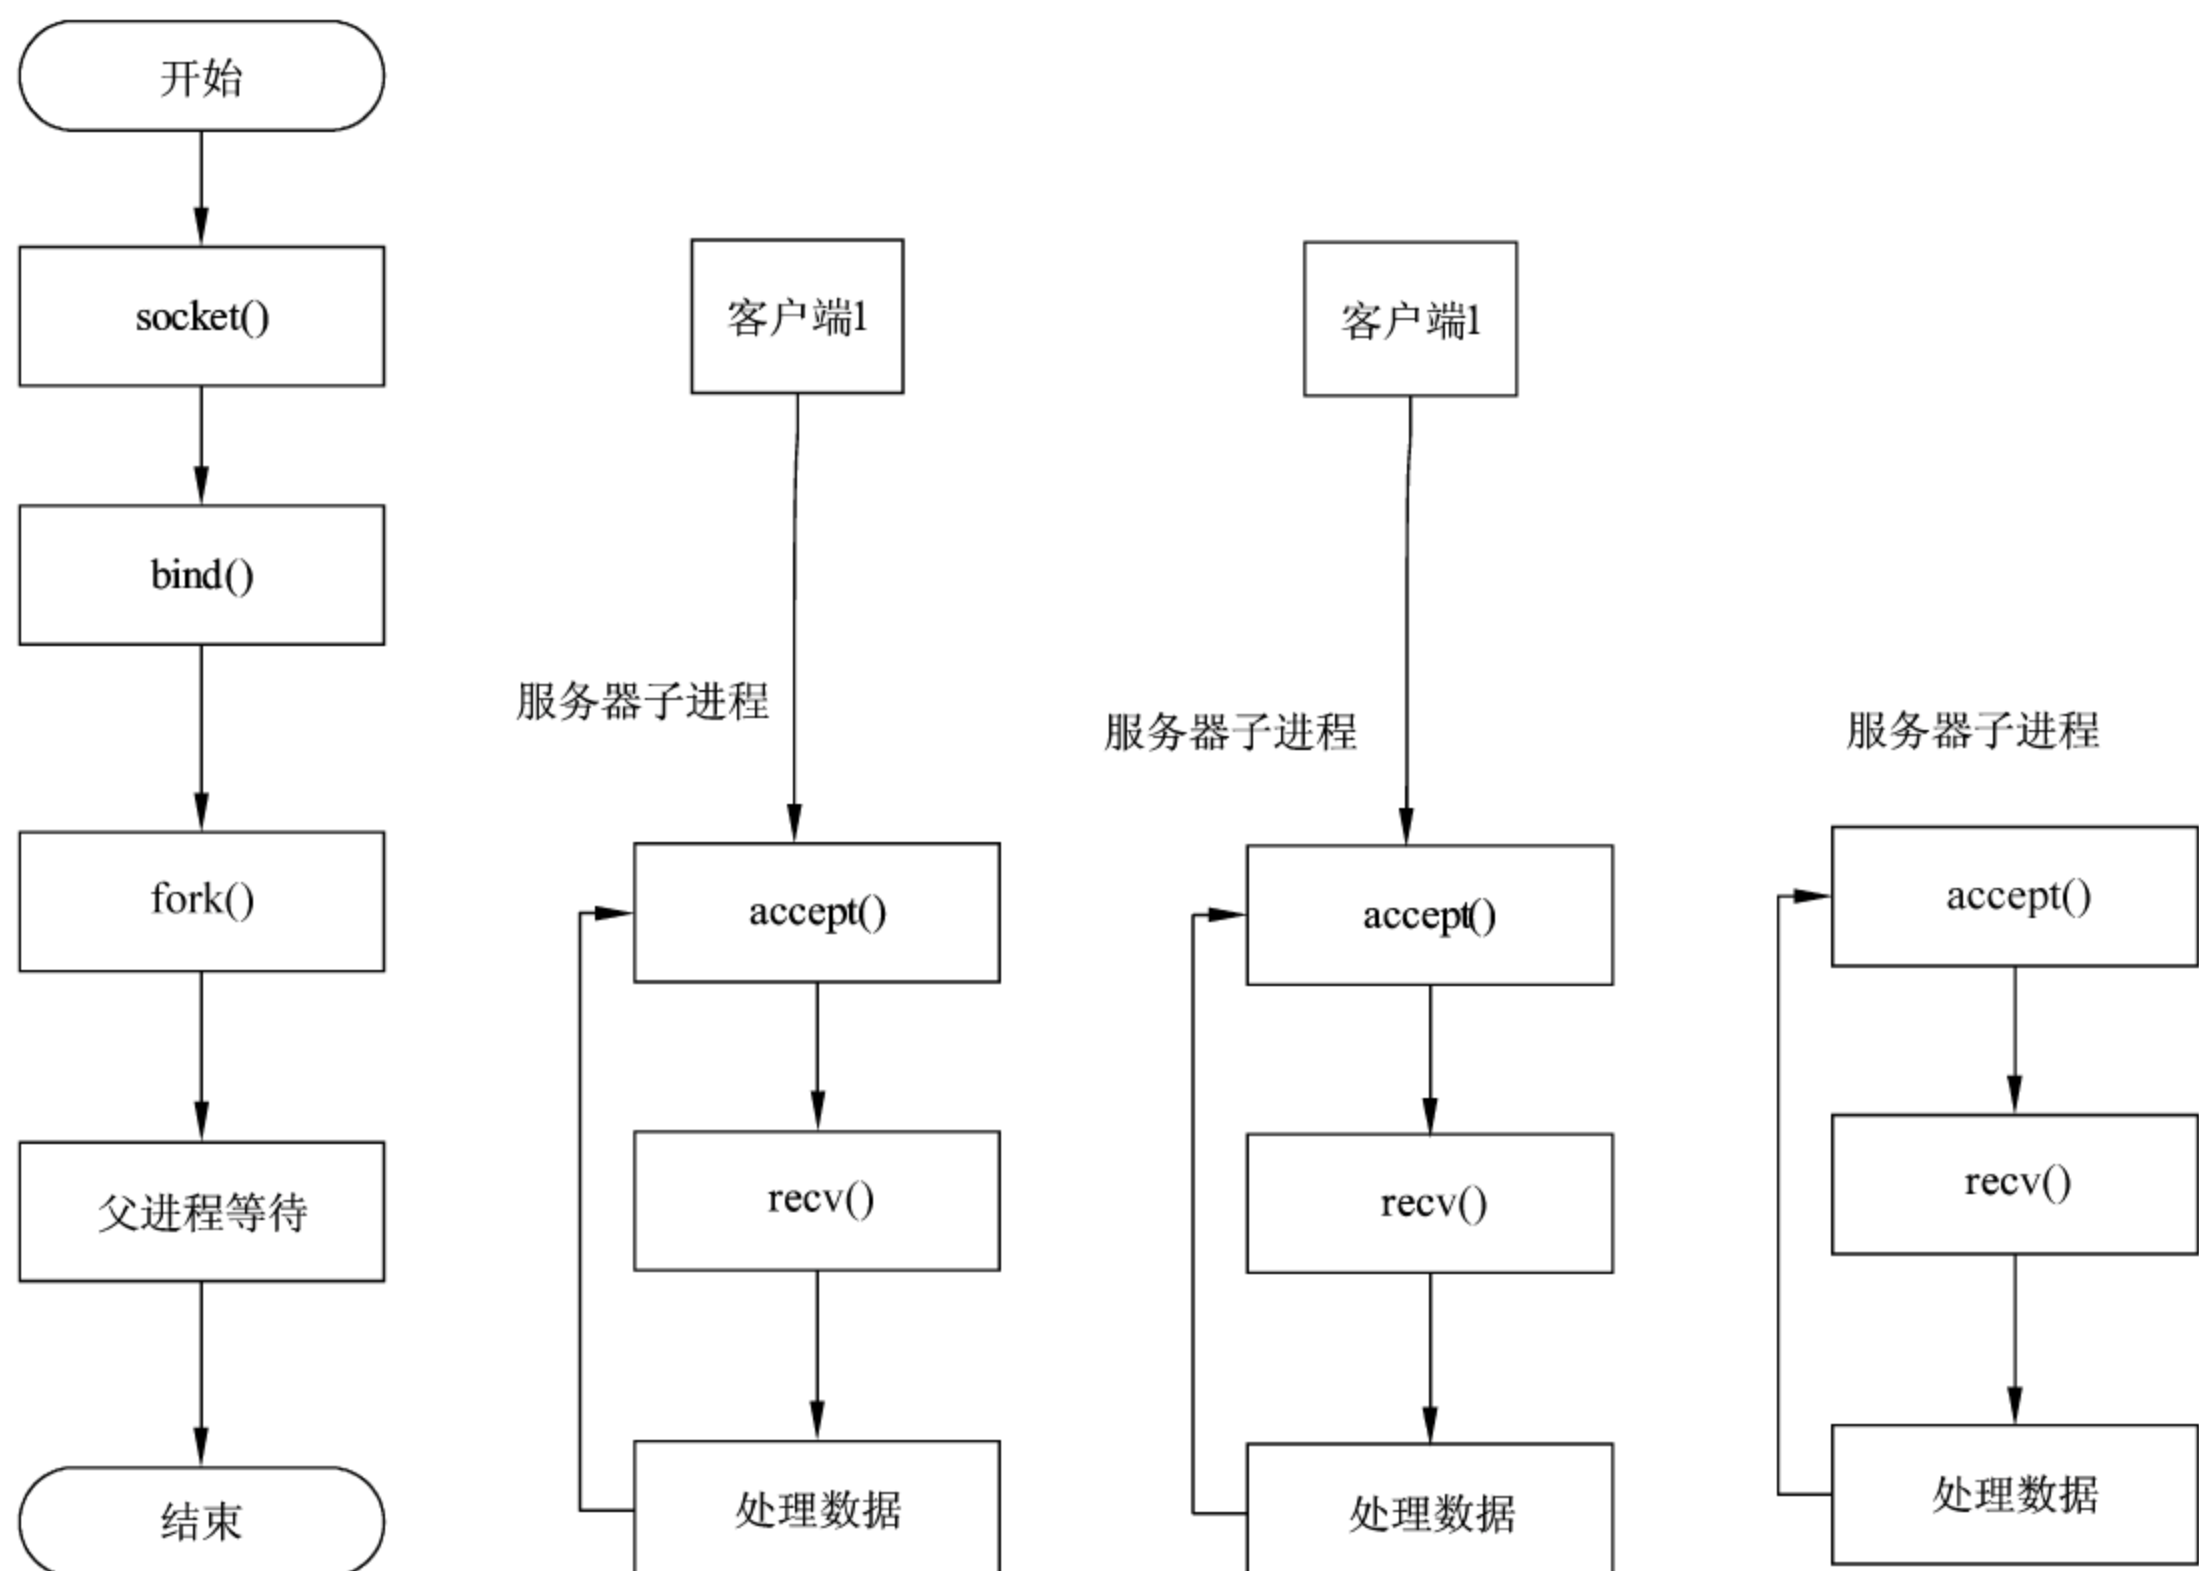 开始
socket()
bind()
fork()
父进程等待
结束
客户端1
服务器子进程
accept()
recv()
处理数据
客户端1
服务器子进程
accept()
recv()
处理数据
服务器子进程
accept()
recv()
处理数据